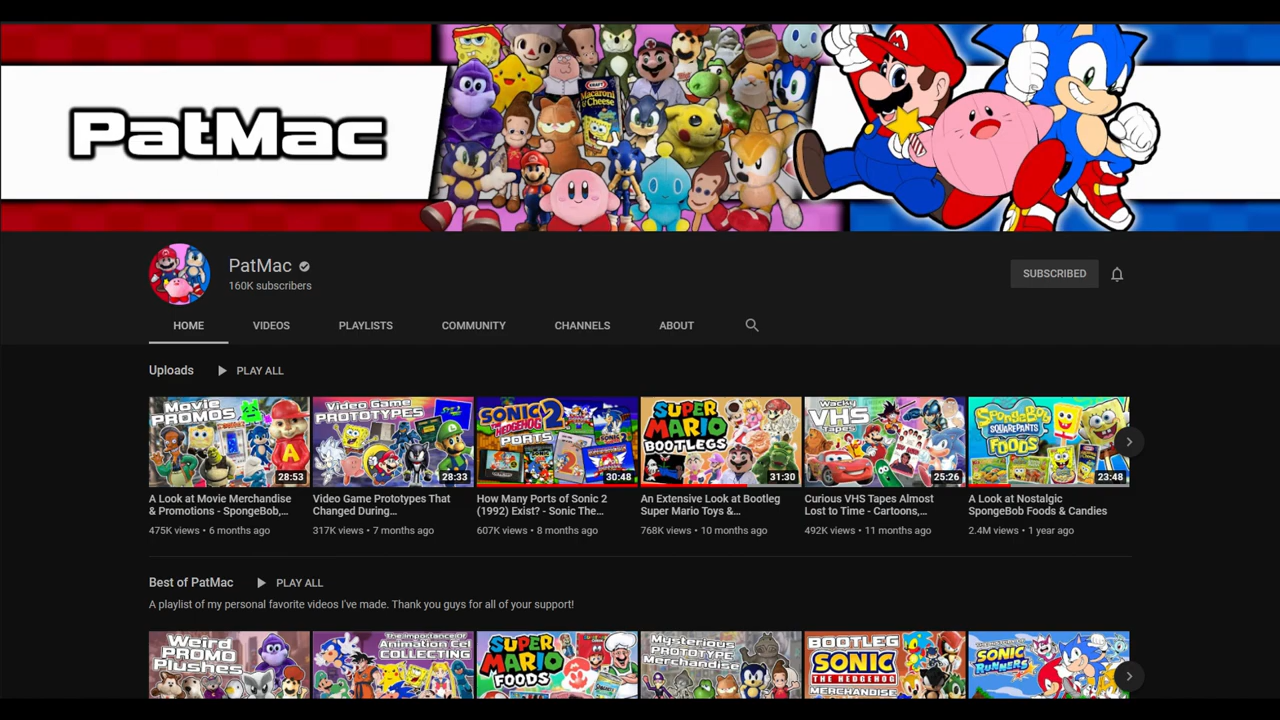 PatMac
KRAFT
Macaroni
& Cheese
PatMac
160K subscribers
SUBSCRIBED
HOME VIDEOS PLAYLISTS COMMUNITY CHANNELS ABOUT
Uploads PLAY ALL
Movie
PROMOS
28:53
Video Game
PROTOTYPES
28:33
SONIC 2
THE HEDGEHOG
PORTS
30:48
SUPER
MARIO
BOOTLEGS
31:30
Wacky
VHS
Tapes
25:26
SpongeBob
SQUAREPANTS
FOODS
23:48
A Look at Movie Merchandise
& Promotions - SpongeBob,...
475K views • 6 months ago
Video Game Prototypes That
Changed During...
317K views • 7 months ago
How Many Ports of Sonic 2
(1992) Exist? - Sonic The...
607K views • 8 months ago
An Extensive Look at Bootleg
Super Mario Toys &...
768K views • 10 months ago
Curious VHS Tapes Almost
Lost to Time - Cartoons,...
492K views • 11 months ago
A Look at Nostalgic
SpongeBob Foods & Candies
2.4M views • 1 year ago
Best of PatMac PLAY ALL
A playlist of my personal favorite videos I've made. Thank you guys for all of your support!
Weird
PROMO
Plushes
The Importance Of
Animation Cel
COLLECTING
SUPER
MARIO
FOODS
Mysterious
PROTOTYPE
Merchandise
BOOTLEG
SONIC
THE HEDGEHOG
MERCHANDISE
SONIC
RUNNERS